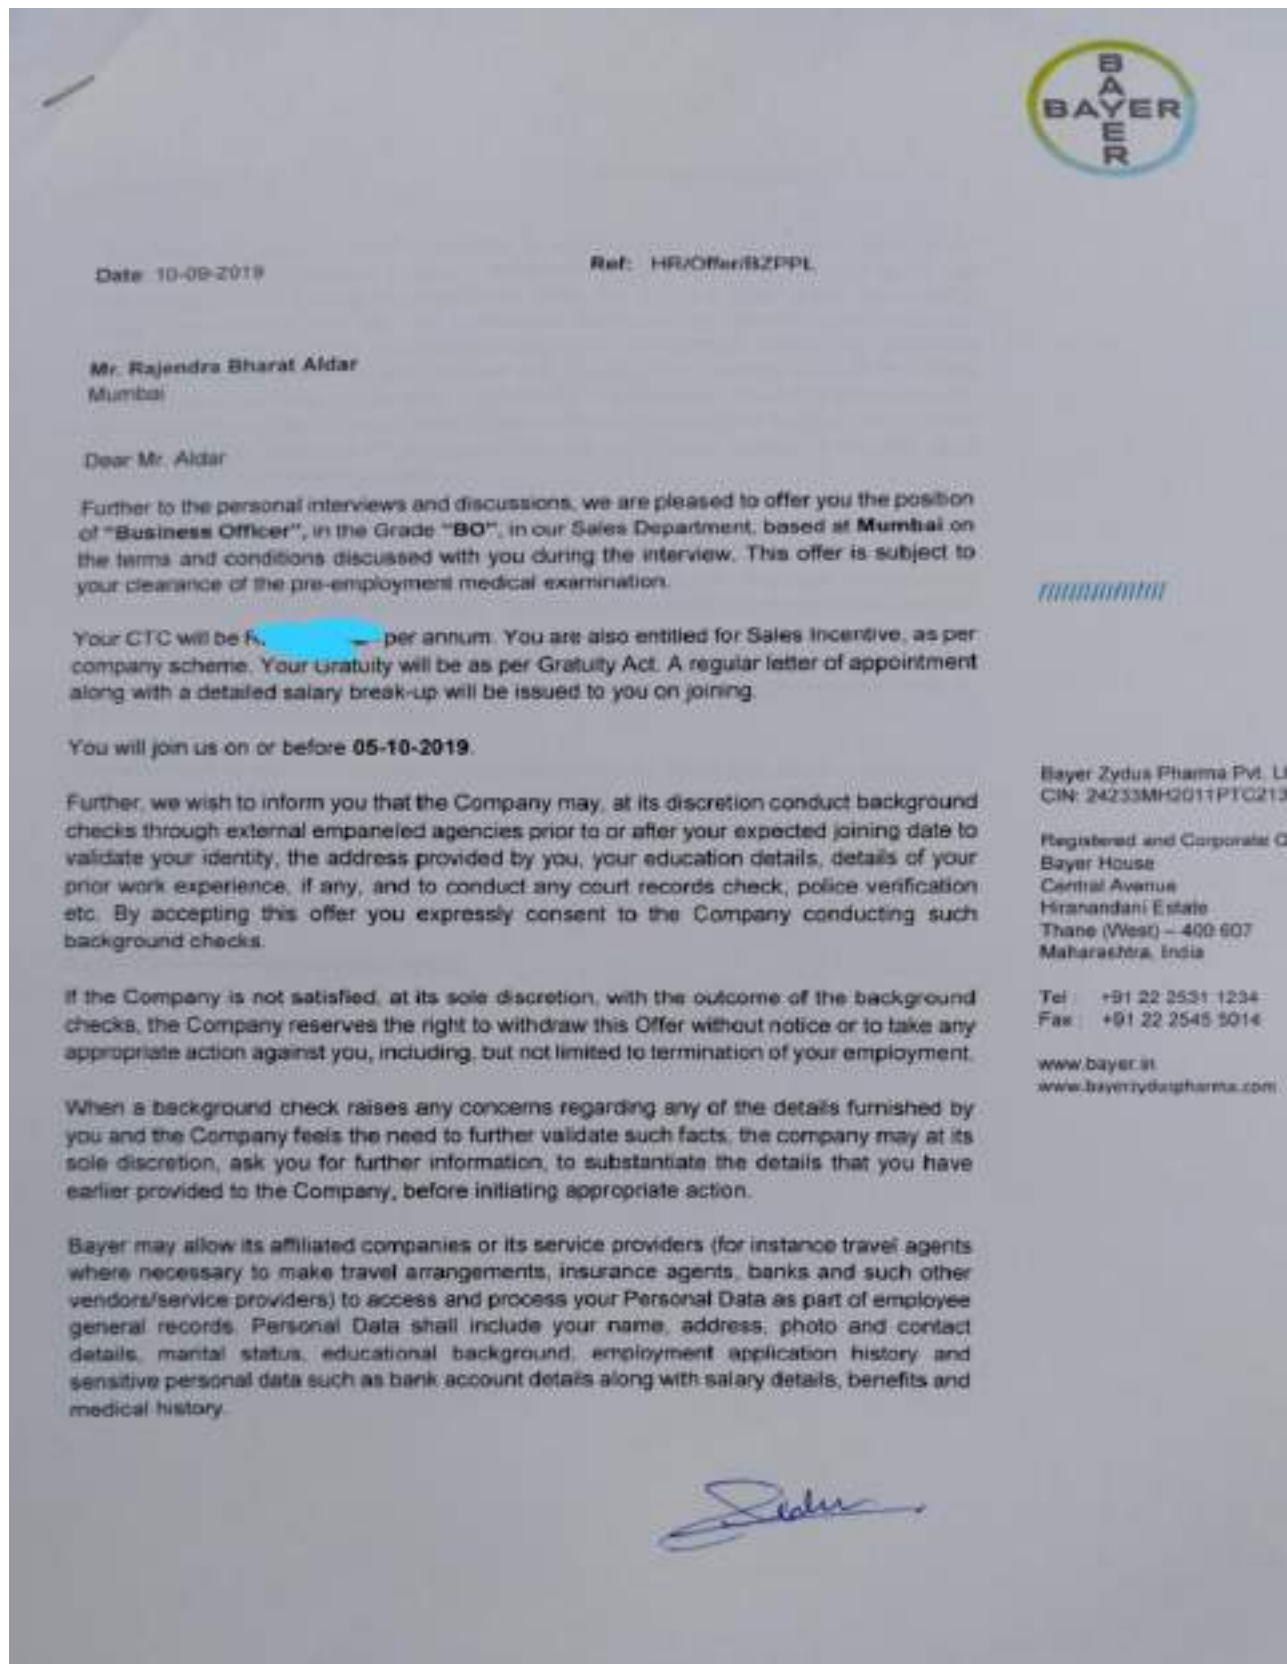 BAYER
BAYER
Date: 10-09-2019
Ref: HR/Offer/BZPPL
Mr. Rajendra Bharat Aldar
Mumbai
Dear Mr. Aldar
Further to the personal interviews and discussions, we are pleased to offer you the position
of "Business Officer", in the Grade "BO", in our Sales Department, based at Mumbai on
the terms and conditions discussed with you during the interview. This offer is subject to
your clearance of the pre-employment medical examination.
Your CTC will be per annum. You are also entitled for Sales Incentive, as per
company scheme. Your Gratuity will be as per Gratuity Act. A regular letter of appointment
along with a detailed salary break-up will be issued to you on joining.
You will join us on or before 05-10-2019.
Further, we wish to inform you that the Company may, at its discretion conduct background
checks through external empaneled agencies prior to or after your expected joining date to
validate your identity, the address provided by you, your education details, details of your
prior work experience, if any, and to conduct any court records check, police verification
etc. By accepting this offer you expressly consent to the Company conducting such
background checks.
If the Company is not satisfied, at its sole discretion, with the outcome of the background
checks, the Company reserves the right to withdraw this Offer without notice or to take any
appropriate action against you, including, but not limited to termination of your employment.
When a background check raises any concerns regarding any of the details furnished by
you and the Company feels the need to further validate such facts, the company may at its
sole discretion, ask you for further information, to substantiate the details that you have
earlier provided to the Company, before initiating appropriate action.
Bayer may allow its affiliated companies or its service providers (for instance travel agents
where necessary to make travel arrangements, insurance agents, banks and such other
vendors/service providers) to access and process your Personal Data as part of employee
general records. Personal Data shall include your name, address, photo and contact
details, marital status, educational background, employment application history and
sensitive personal data such as bank account details along with salary details, benefits and
medical history.
Bayer Zydus Pharma Pvt.
CIN: 24233MH2011PTC213
Registered and Corporate
Bayer House
Central Avenue
Hiranandani Estate
Thane (West) – 400 607
Maharashtra, India
Tel : +91 22 2531 1234
Fax : +91 22 2545 5014
www.bayer.in
www.bayerzyduspharma.com